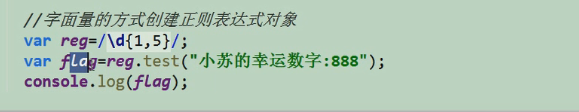 //字面量的方式创建正则表达式对象
var reg=/\d{1,5}/;
var flag=reg.test("小苏的幸运数字:888");
console.log(flag);